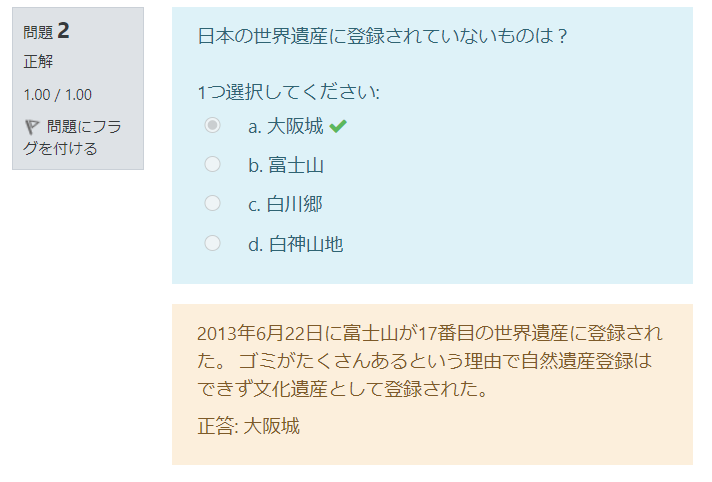 問題 2
正解
1.00 / 1.00
問題にフラ
グを付ける
日本の世界遺産に登録されていないものは？
1つ選択してください:
a. 大阪城
b. 富士山
c. 白川郷
d. 白神山地
2013年6月22日に富士山が17番目の世界遺産に登録され
た。 ゴミがたくさんあるという理由で自然遺産登録は
できず文化遺産として登録された。
正答: 大阪城